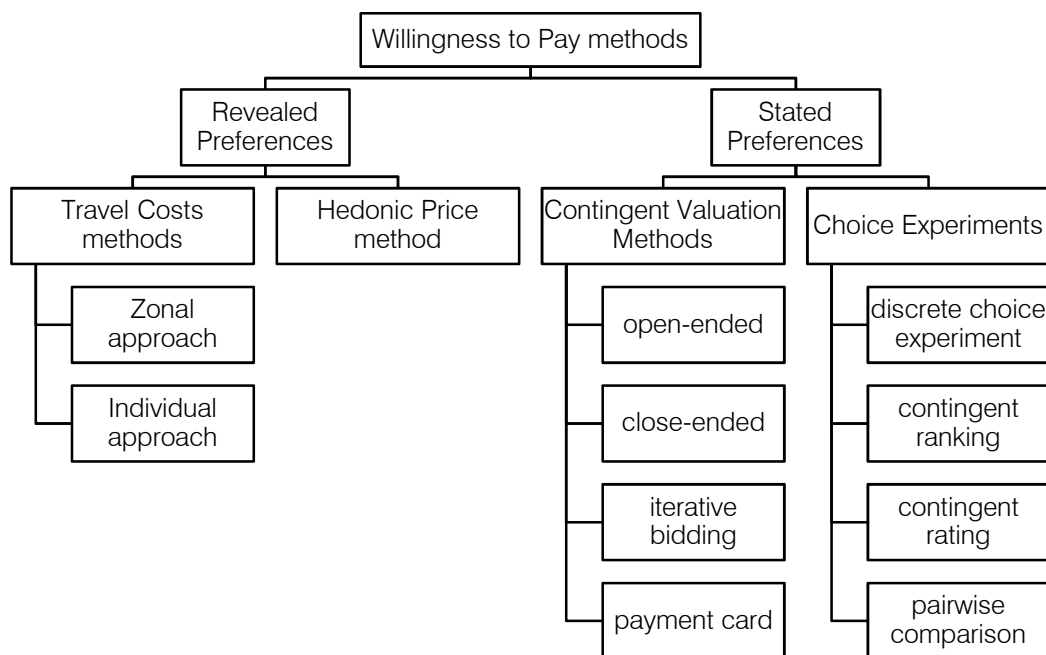 Willingness to Pay methods
Revealed
Preferences
Stated
Preferences
Travel Costs
methods
Hedonic Price
method
Contingent Valuation
Methods
Choice Experiments
Zonal
approach
Individual
approach
open-ended
close-ended
iterative
bidding
payment card
discrete choice
experiment
contingent
ranking
contingent
rating
pairwise
comparison